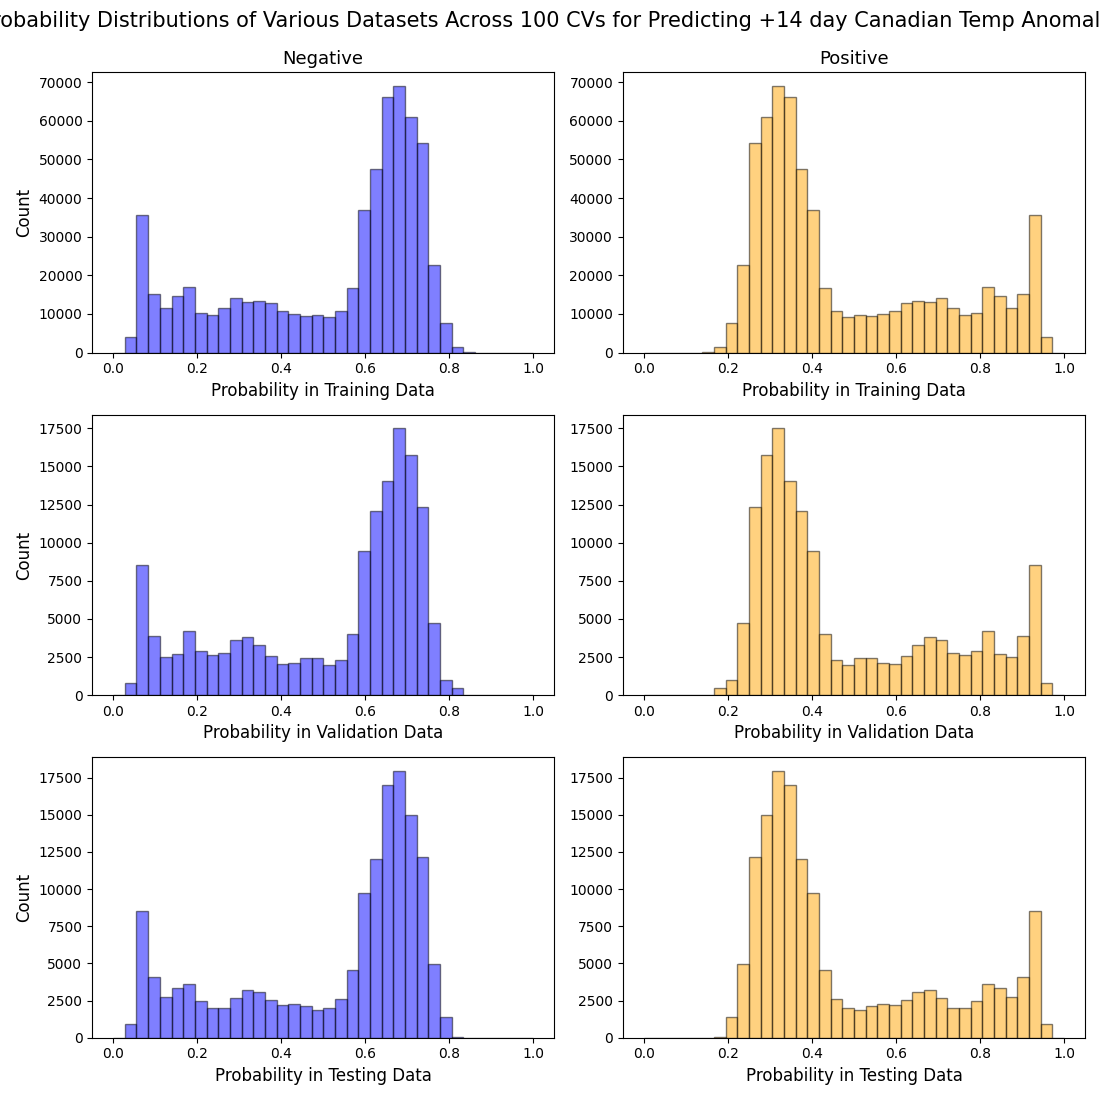 obability Distributions of Various Datasets Across 100 CVs for Predicting +14 day Canadian Temp Anomal
Negative
Positive
70000
60000
50000
40000
30000
20000
10000
0
Count
0.0 0.2 0.4 0.6 0.8 1.0
Probability in Training Data
70000
60000
50000
40000
30000
20000
10000
0
0.0 0.2 0.4 0.6 0.8 1.0
Probability in Training Data
17500
15000
12500
10000
7500
5000
2500
0
Count
0.0 0.2 0.4 0.6 0.8 1.0
Probability in Validation Data
17500
15000
12500
10000
7500
5000
2500
0
0.0 0.2 0.4 0.6 0.8 1.0
Probability in Validation Data
17500
15000
12500
10000
7500
5000
2500
0
Count
0.0 0.2 0.4 0.6 0.8 1.0
Probability in Testing Data
17500
15000
12500
10000
7500
5000
2500
0
0.0 0.2 0.4 0.6 0.8 1.0
Probability in Testing Data